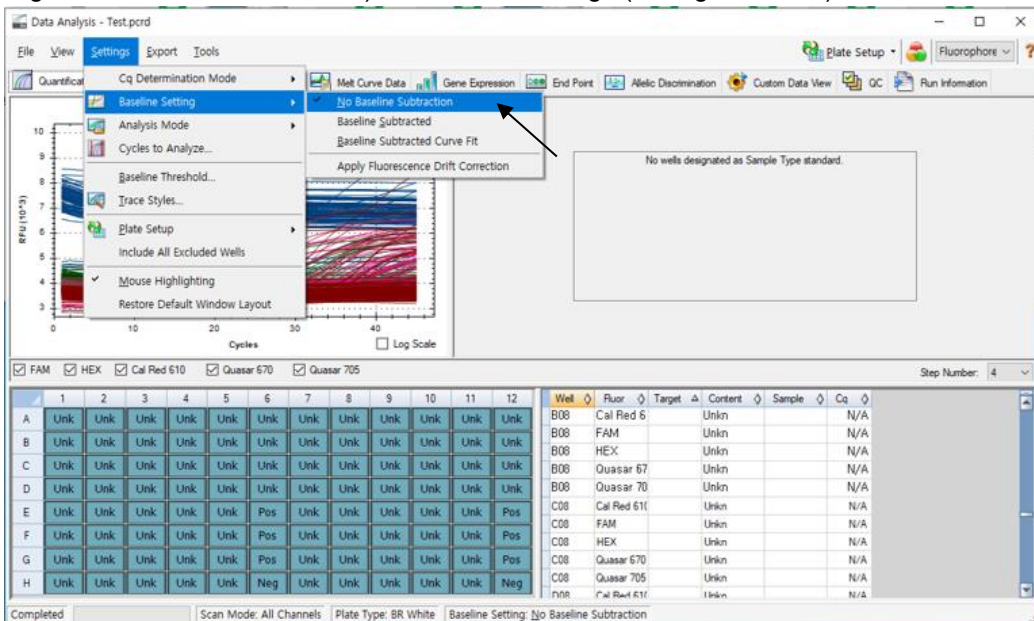 Data Analysis - Test.pcrd
File View Settings Export Tools
Plate Setup
Fluorophore
?
Quantificat
Melt Curve Data
Gene Expression
End Point
Allelic Discrimination
Custom Data View
QC
Run Information
Cq Determination Mode
Baseline Setting
Analysis Mode
Cycles to Analyze...
Baseline Threshold...
Trace Styles...
Plate Setup
Include All Excluded Wells
Mouse Highlighting
Restore Default Window Layout
No Baseline Subtraction
Baseline Subtracted
Baseline Subtracted Curve Fit
Apply Fluorescence Drift Correction
No wells designated as Sample Type standard.
RFU (10^3)
10
9
8
7
6
5
4
3
0 10 20 30 40
Cycles
Log Scale
FAM HEX Cal Red 610 Quasar 670 Quasar 705
Step Number: 4
1 2 3 4 5 6 7 8 9 10 11 12
A Unk Unk Unk Unk Unk Unk Unk Unk Unk Unk Unk Unk
B Unk Unk Unk Unk Unk Unk Unk Unk Unk Unk Unk Unk
C Unk Unk Unk Unk Unk Unk Unk Unk Unk Unk Unk Unk
D Unk Unk Unk Unk Unk Unk Unk Unk Unk Unk Unk Unk
E Unk Unk Unk Unk Unk Pos Unk Unk Unk Unk Unk Pos
F Unk Unk Unk Unk Unk Pos Unk Unk Unk Unk Unk Pos
G Unk Unk Unk Unk Unk Pos Unk Unk Unk Unk Unk Pos
H Unk Unk Unk Unk Unk Neg Unk Unk Unk Unk Unk Neg
Well Fluor Target Content Sample Cq
B08 Cal Red 6 Unkn N/A
B08 FAM Unkn N/A
B08 HEX Unkn N/A
B08 Quasar 67 Unkn N/A
B08 Quasar 70 Unkn N/A
C08 Cal Red 610 Unkn N/A
C08 FAM Unkn N/A
C08 HEX Unkn N/A
C08 Quasar 670 Unkn N/A
C08 Quasar 705 Unkn N/A
D08 Cal Red 610 Unkn N/A
Completed
Scan Mode: All Channels
Plate Type: BR White
Baseline Setting: No Baseline Subtraction